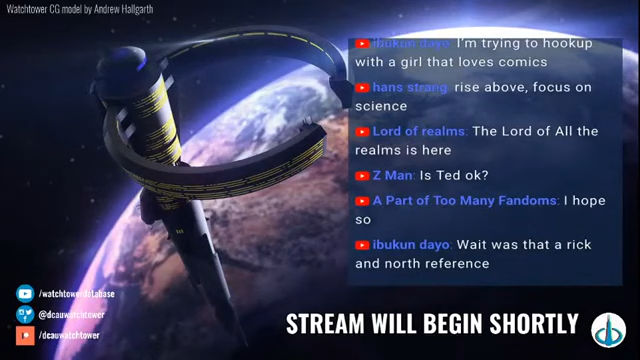 Watchtower CG model by Andrew Hallgarth
ibukun dayo: I'm trying to hookup
with a girl that loves comics
hans strang: rise above, focus on
science
Lord of realms: The Lord of All the
realms is here
Z Man: Is Ted ok?
A Part of Too Many Fandoms: I hope
so
ibukun dayo: Wait was that a rick
and north reference
/watchtowerdatabase
@dcauwatchtower
/dcauwatchtower
STREAM WILL BEGIN SHORTLY